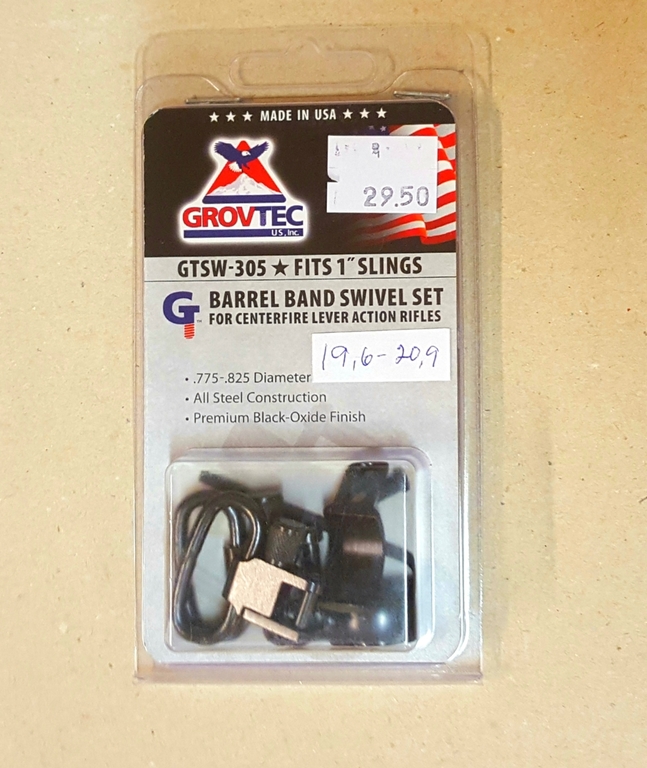 ★ ★ ★ MADE IN USA ★ ★ ★
GROVTEC
US, Inc.
29.50
GTSW-305 ★ FITS 1" SLINGS
G™ BARREL BAND SWIVEL SET
FOR CENTERFIRE LEVER ACTION RIFLES
19,6-20,9
• .775-.825 Diameter
• All Steel Construction
• Premium Black-Oxide Finish